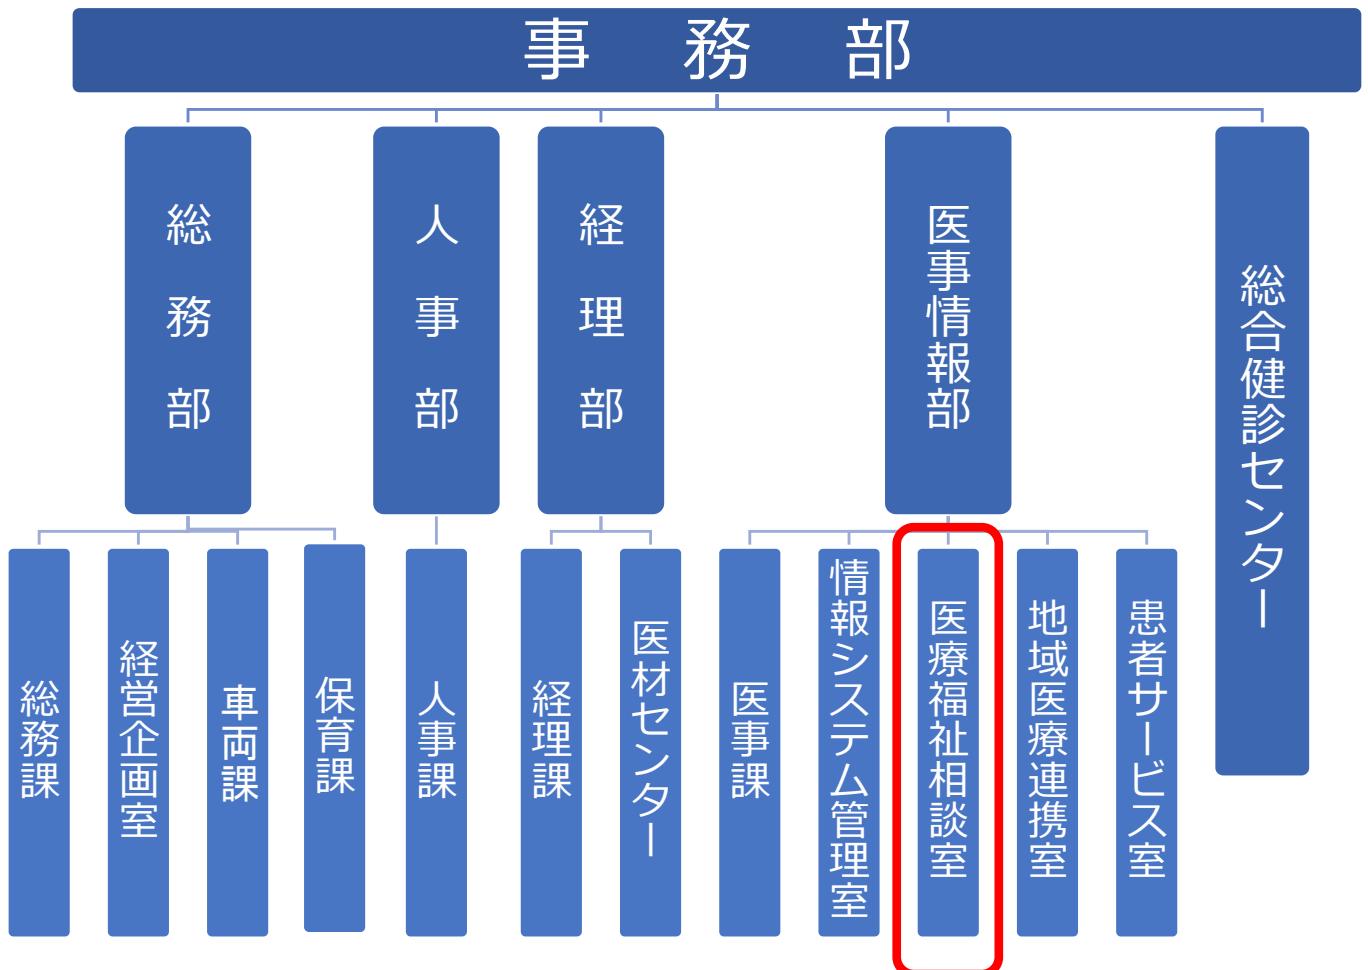 事務部
総務部
人事部
経理部
医事情報部
総合健診センター
総務課
経営企画室
車両課
保育課
人事課
経理課
医材センター
医事課
情報システム管理室
医療福祉相談室
地域医療連携室
患者サービス室